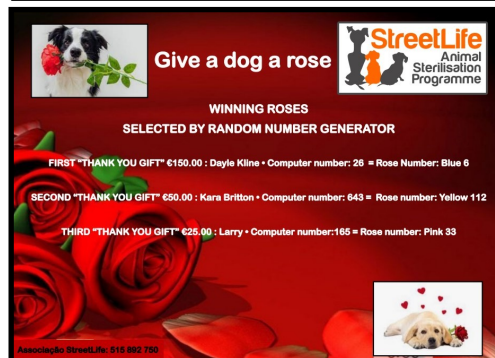 Give a dog a rose
StreetLife
Animal
Sterilisation
Programme
WINNING ROSES
SELECTED BY RANDOM NUMBER GENERATOR
FIRST "THANK YOU GIFT" €150.00 : Dayle Kline • Computer number: 26 = Rose Number: Blue 6
SECOND "THANK YOU GIFT" €50.00 : Kara Britton • Computer number: 643 = Rose number: Yellow 112
THIRD "THANK YOU GIFT" €25.00 : Larry • Computer number:165 = Rose number: Pink 33
Associação StreetLife: 515 892 750